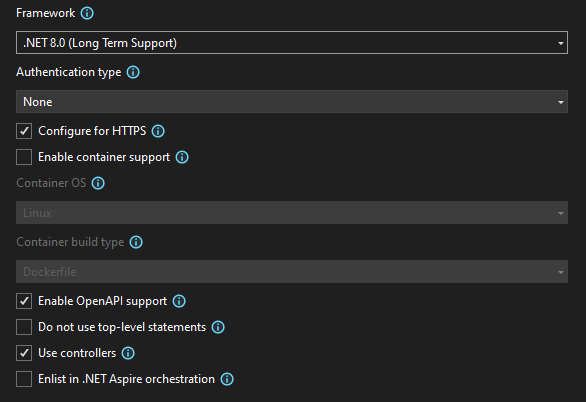 Framework
.NET 8.0 (Long Term Support)
Authentication type
None
Configure for HTTPS
Enable container support
Container OS
Linux
Container build type
Dockerfile
Enable OpenAPI support
Do not use top-level statements
Use controllers
Enlist in .NET Aspire orchestration